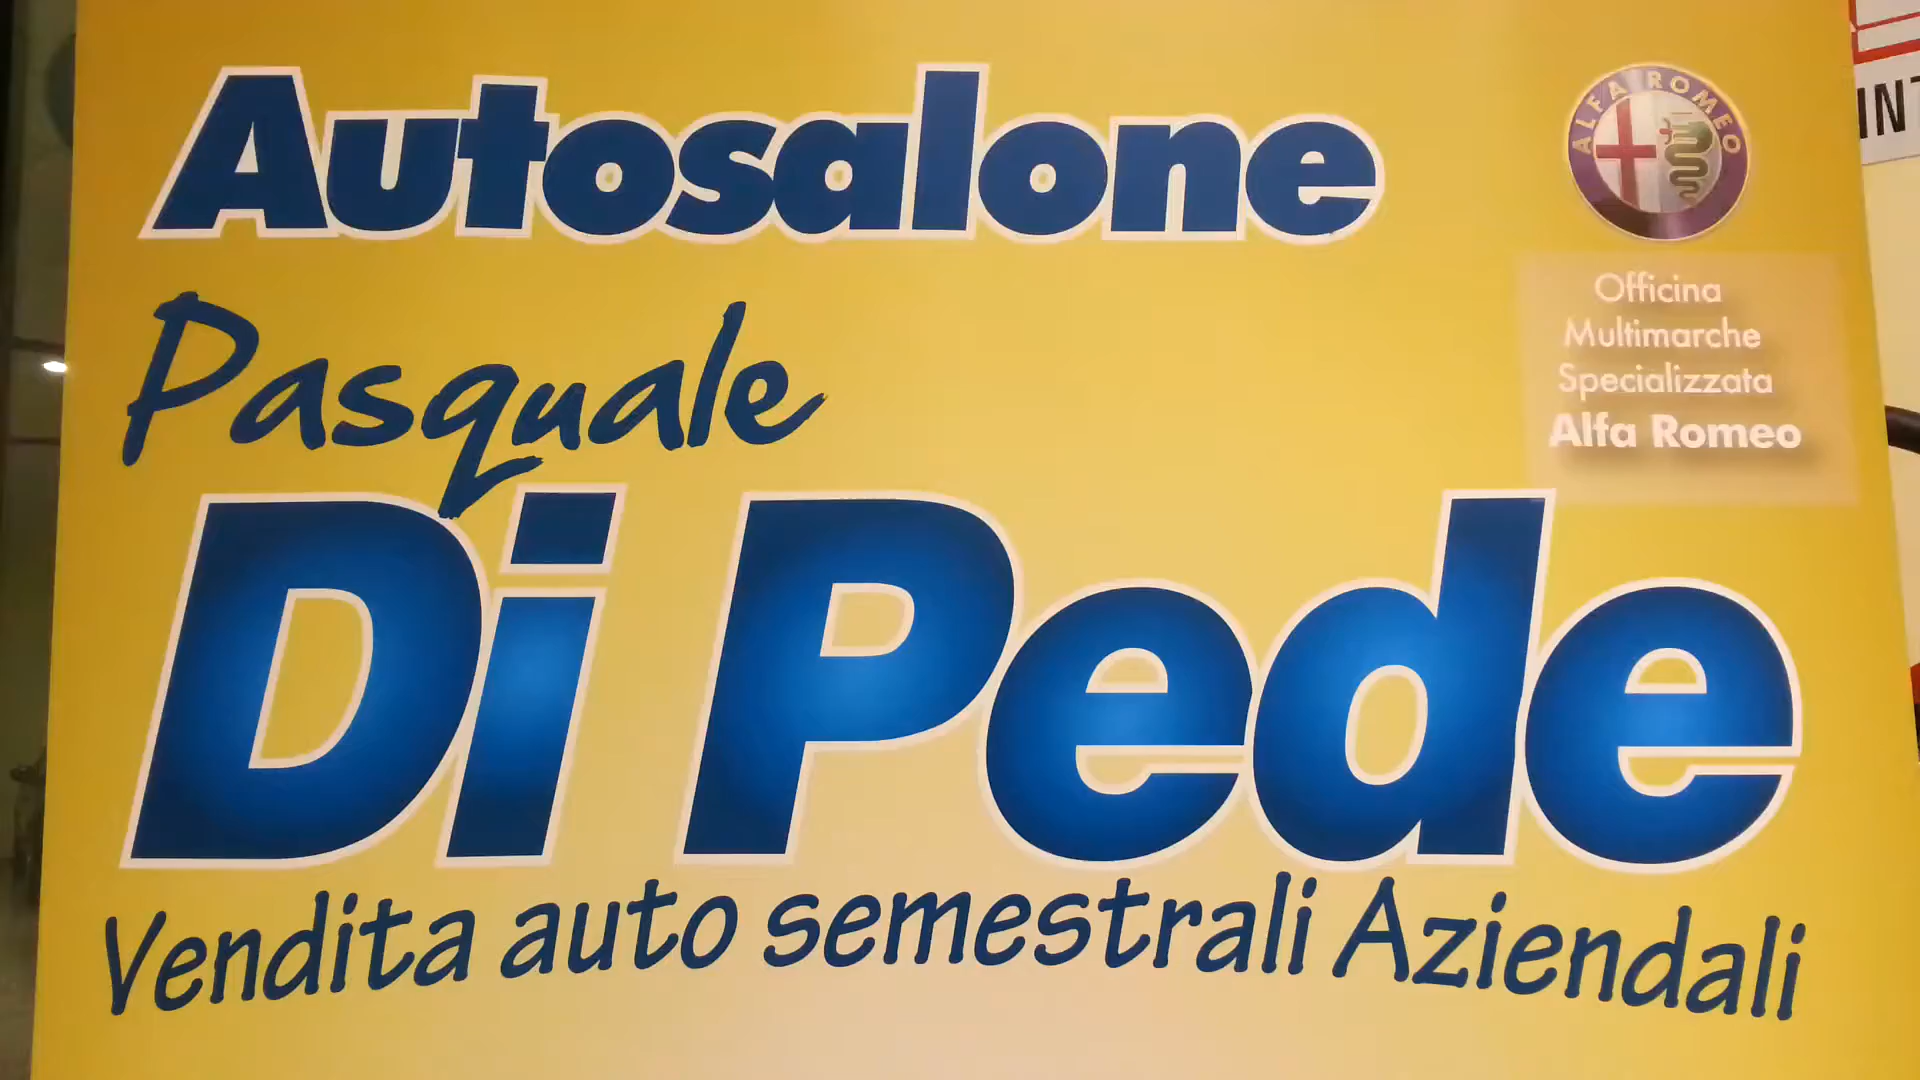 Autosalone
Pasquale
Di Pede
Vendita auto semestrali Aziendali
ALFA ROMEO
Officina
Multimarche
Specializzata
Alfa Romeo